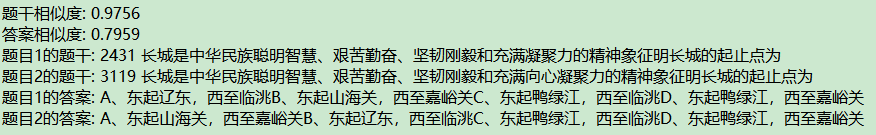 题干相似度: 0.9756
答案相似度: 0.7959
题目1的题干: 2431 长城是中华民族聪明智慧、艰苦勤奋、坚韧刚毅和充满凝聚力的精神象征明长城的起止点为
题目2的题干: 3119 长城是中华民族聪明智慧、艰苦勤奋、坚韧刚毅和充满向心凝聚力的精神象征明长城的起止点为
题目1的答案: A、东起辽东，西至临洮B、东起山海关，西至嘉峪关C、东起鸭绿江，西至临洮D、东起鸭绿江，西至嘉峪关
题目2的答案: A、东起山海关，西至嘉峪关B、东起辽东，西至临洮C、东起鸭绿江，西至临洮D、东起鸭绿江，西至嘉峪关